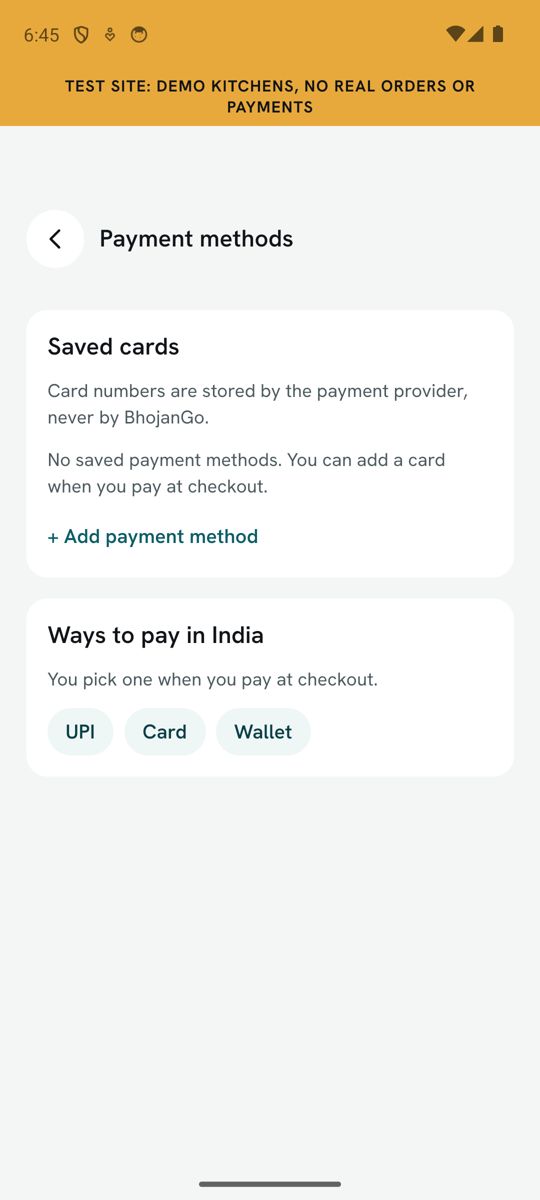 6:45
TEST SITE: DEMO KITCHENS, NO REAL ORDERS OR
PAYMENTS
Payment methods
Saved cards
Card numbers are stored by the payment provider,
never by BhojanGo.
No saved payment methods. You can add a card
when you pay at checkout.
+ Add payment method
Ways to pay in India
You pick one when you pay at checkout.
UPI
Card
Wallet